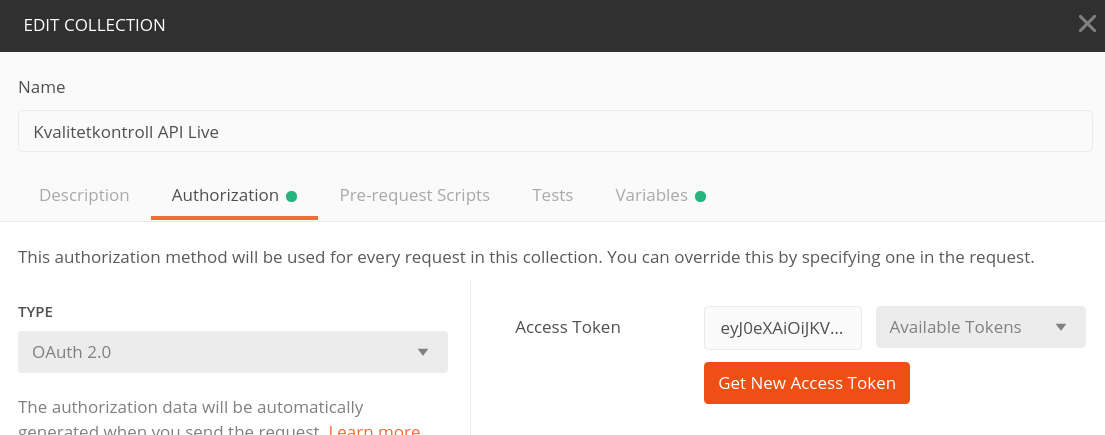 EDIT COLLECTION
Name
Kvalitetkontroll API Live
Description Authorization Pre-request Scripts Tests Variables
This authorization method will be used for every request in this collection. You can override this by specifying one in the request.
TYPE
OAuth 2.0
The authorization data will be automatically
generated when you send the request. Learn more
Access Token eyJ0eXAiOiJKV... Available Tokens
Get New Access Token